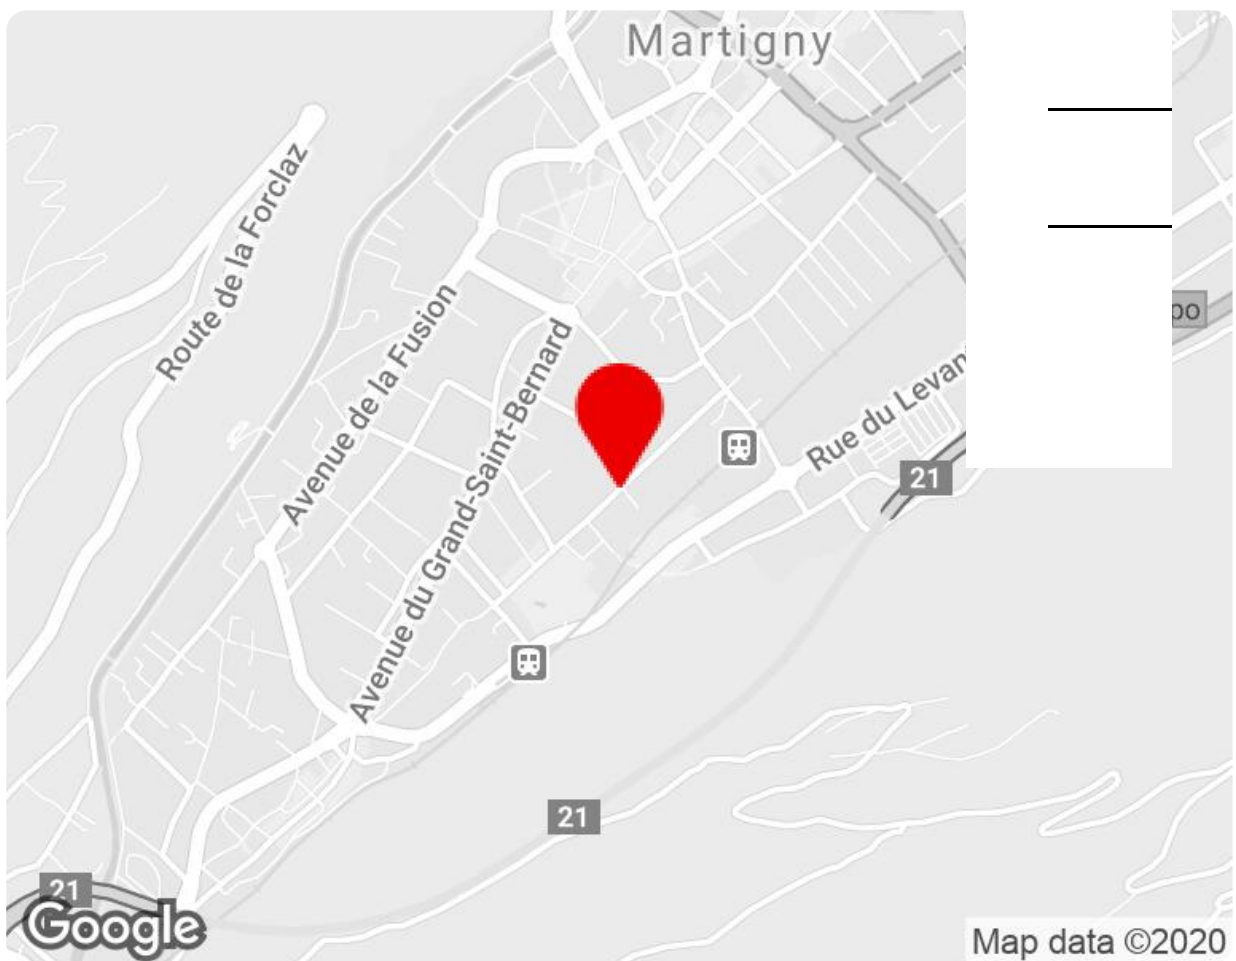 Martigny
Route de la Forclaz
Avenue de la Fusion
Avenue du Grand-Saint-Bernard
Rue du Levan
21
21
21
Google
Map data ©2020